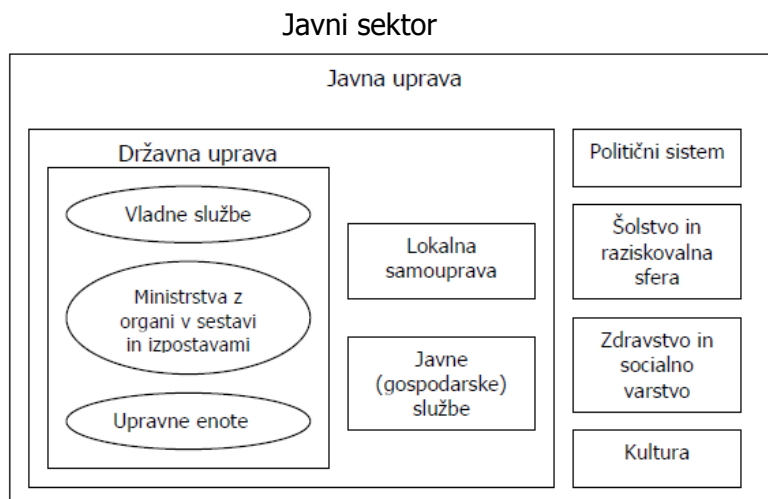 Javni sektor
Javna uprava
Državna uprava
Vladne službe
Ministrstva z
organi v sestavi
in izpostavami
Upravne enote
Lokalna
samouprava
Javne
(gospodarske)
službe
Politični sistem
Šolstvo in
raziskovalna
sfera
Zdravstvo in
socialno
varstvo
Kultura